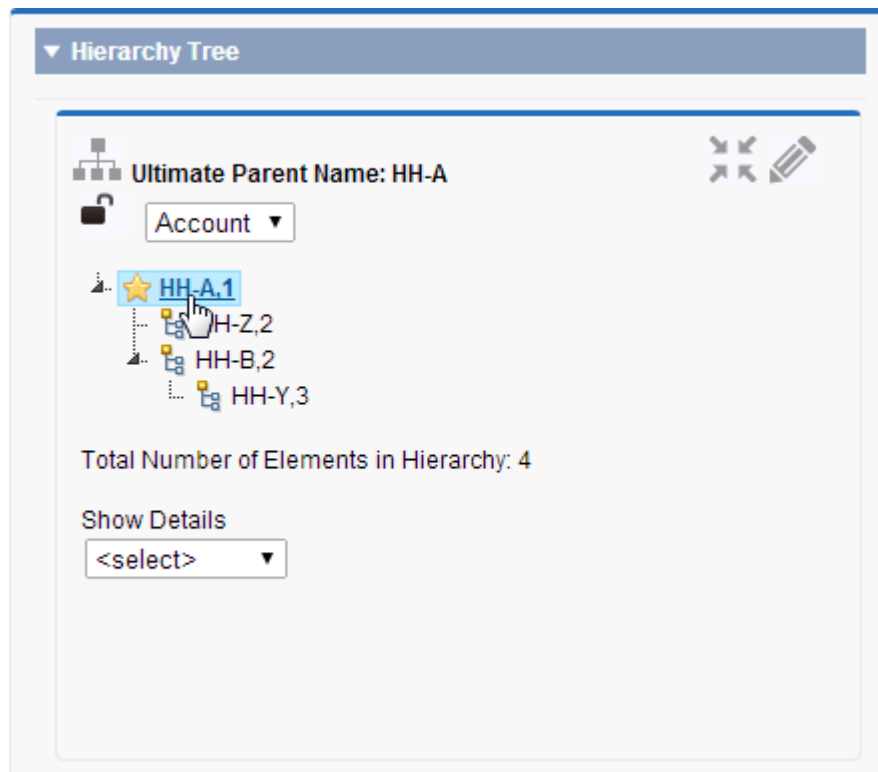 Hierarchy Tree
Ultimate Parent Name: HH-A
Account
HH-A,1
H-Z,2
HH-B,2
HH-Y,3
Total Number of Elements in Hierarchy: 4
Show Details
<select>